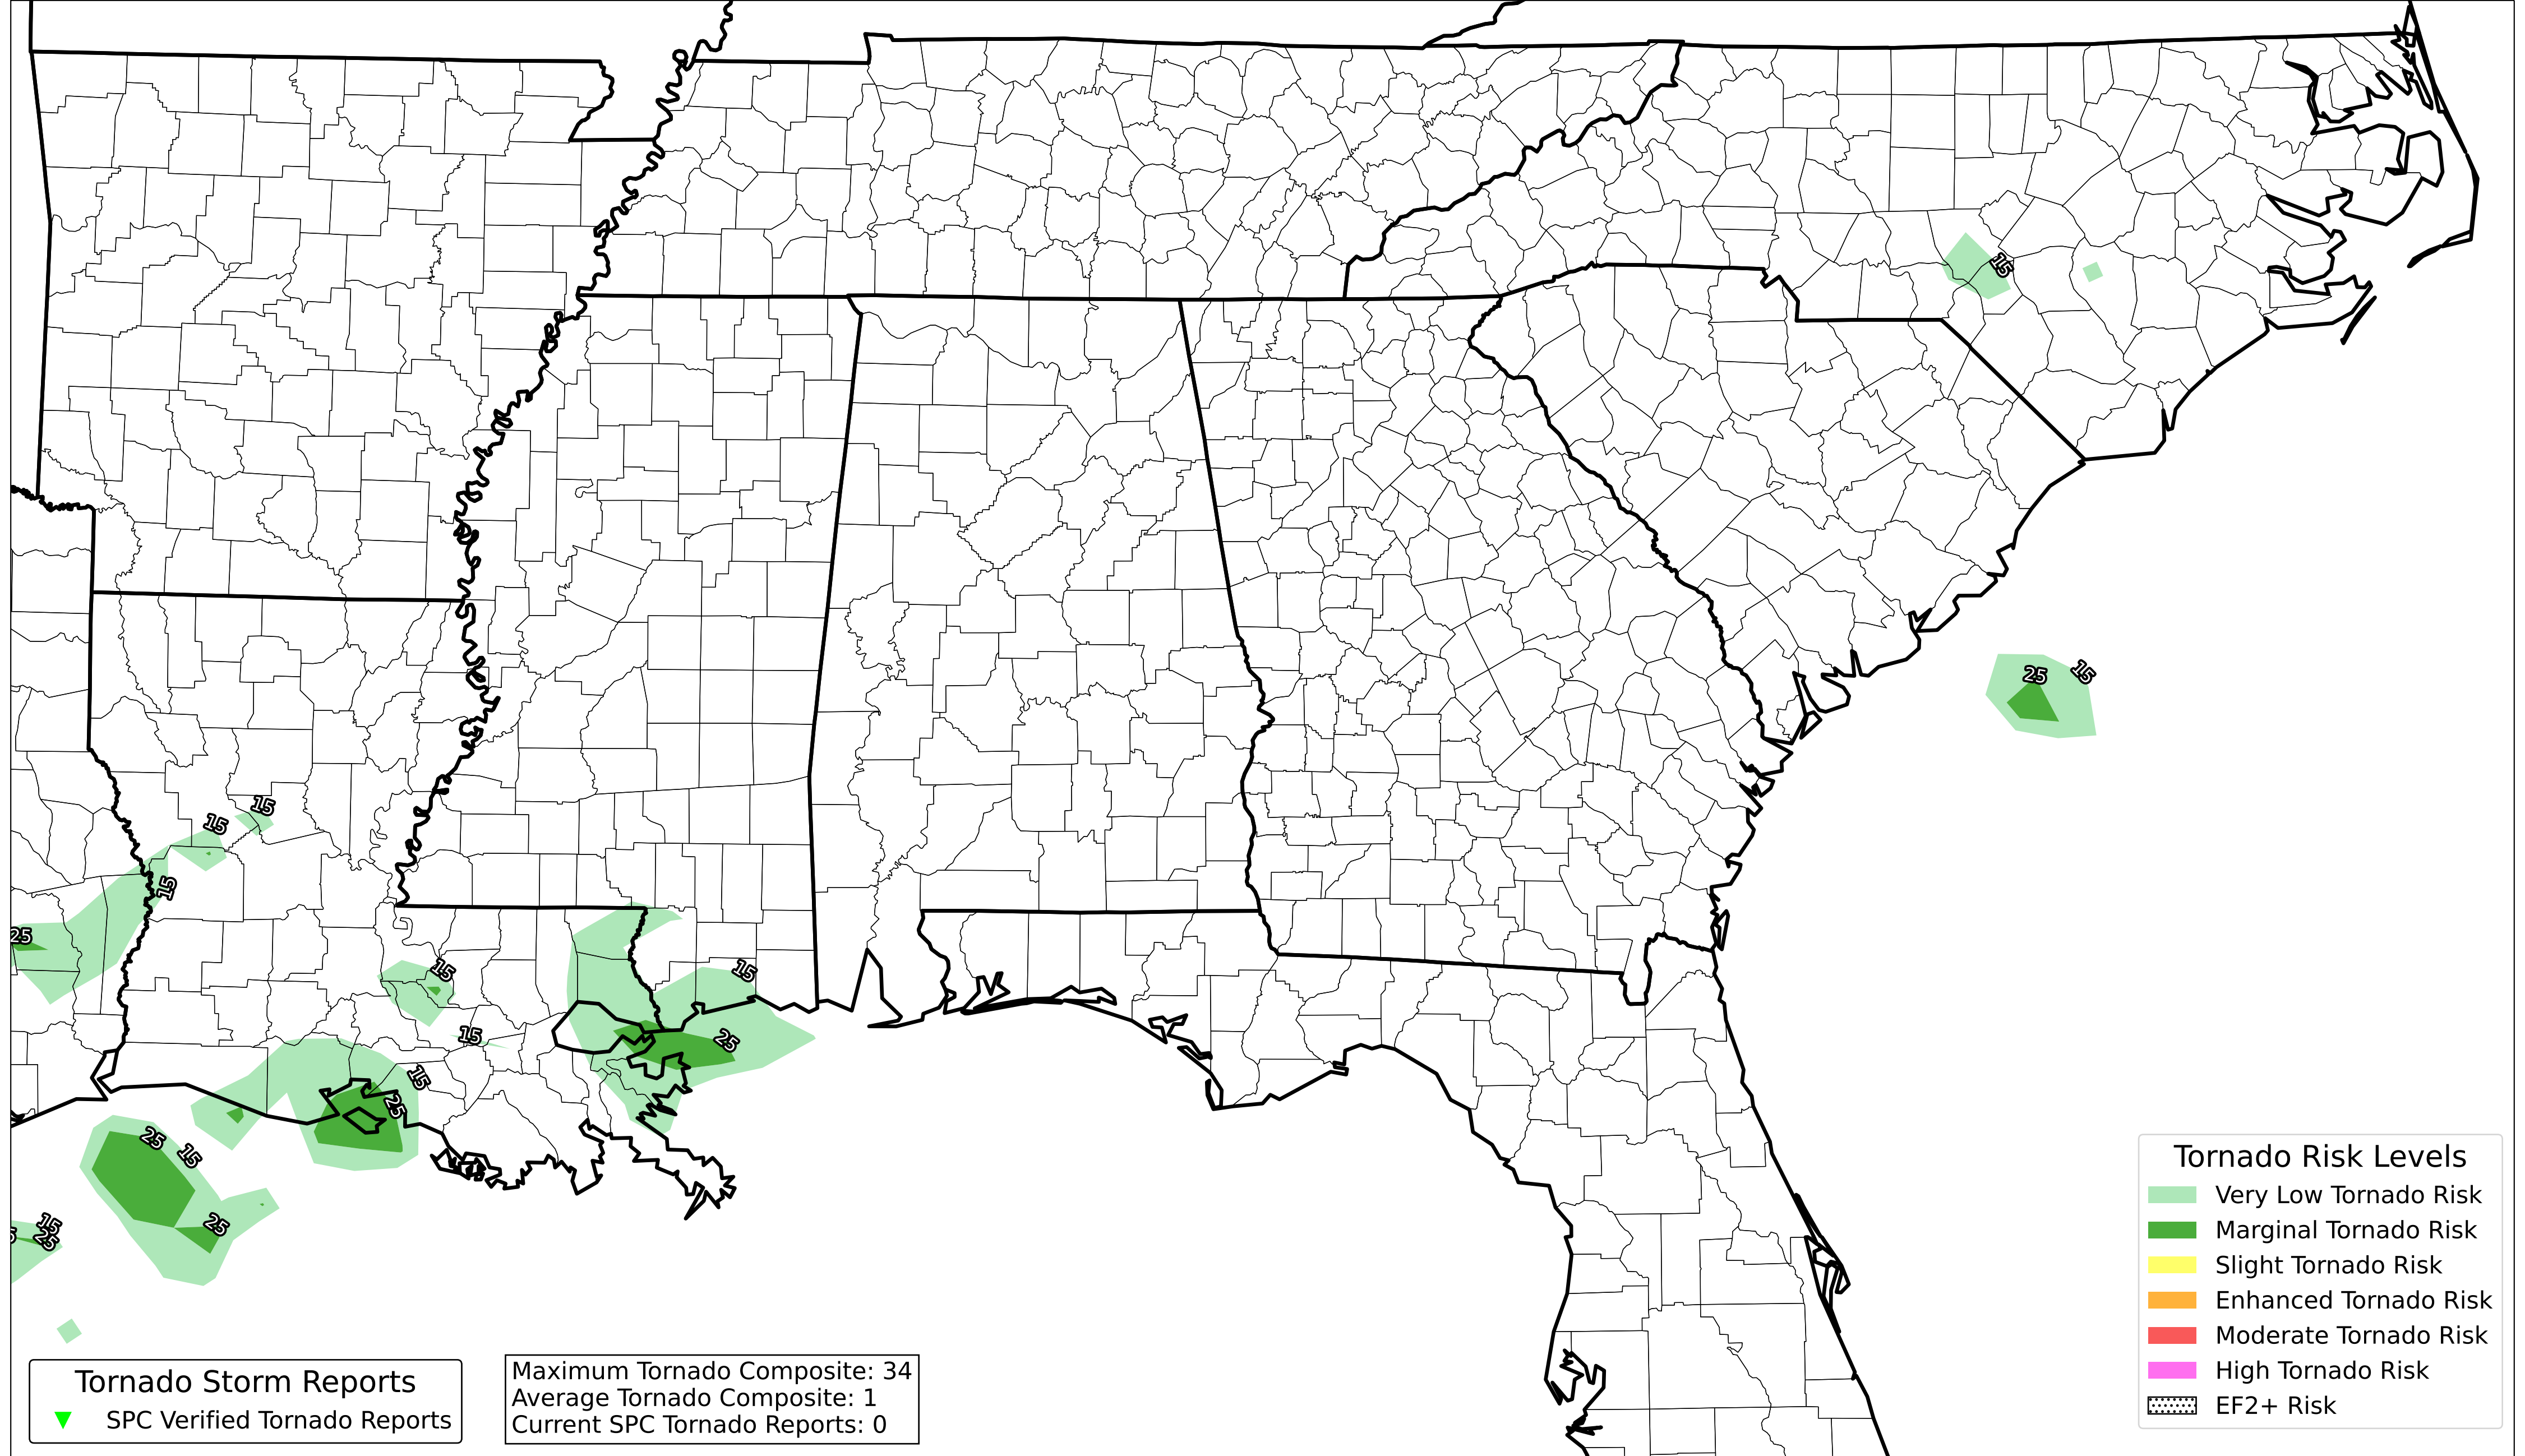 15
25
15
15
15
15
25
15
15
25
15
15
25
25
15
25
15
25
5
Tornado Storm Reports
SPC Verified Tornado Reports
Maximum Tornado Composite: 34
Average Tornado Composite: 1
Current SPC Tornado Reports: 0
Tornado Risk Levels
Very Low Tornado Risk
Marginal Tornado Risk
Slight Tornado Risk
Enhanced Tornado Risk
Moderate Tornado Risk
High Tornado Risk
EF2+ Risk